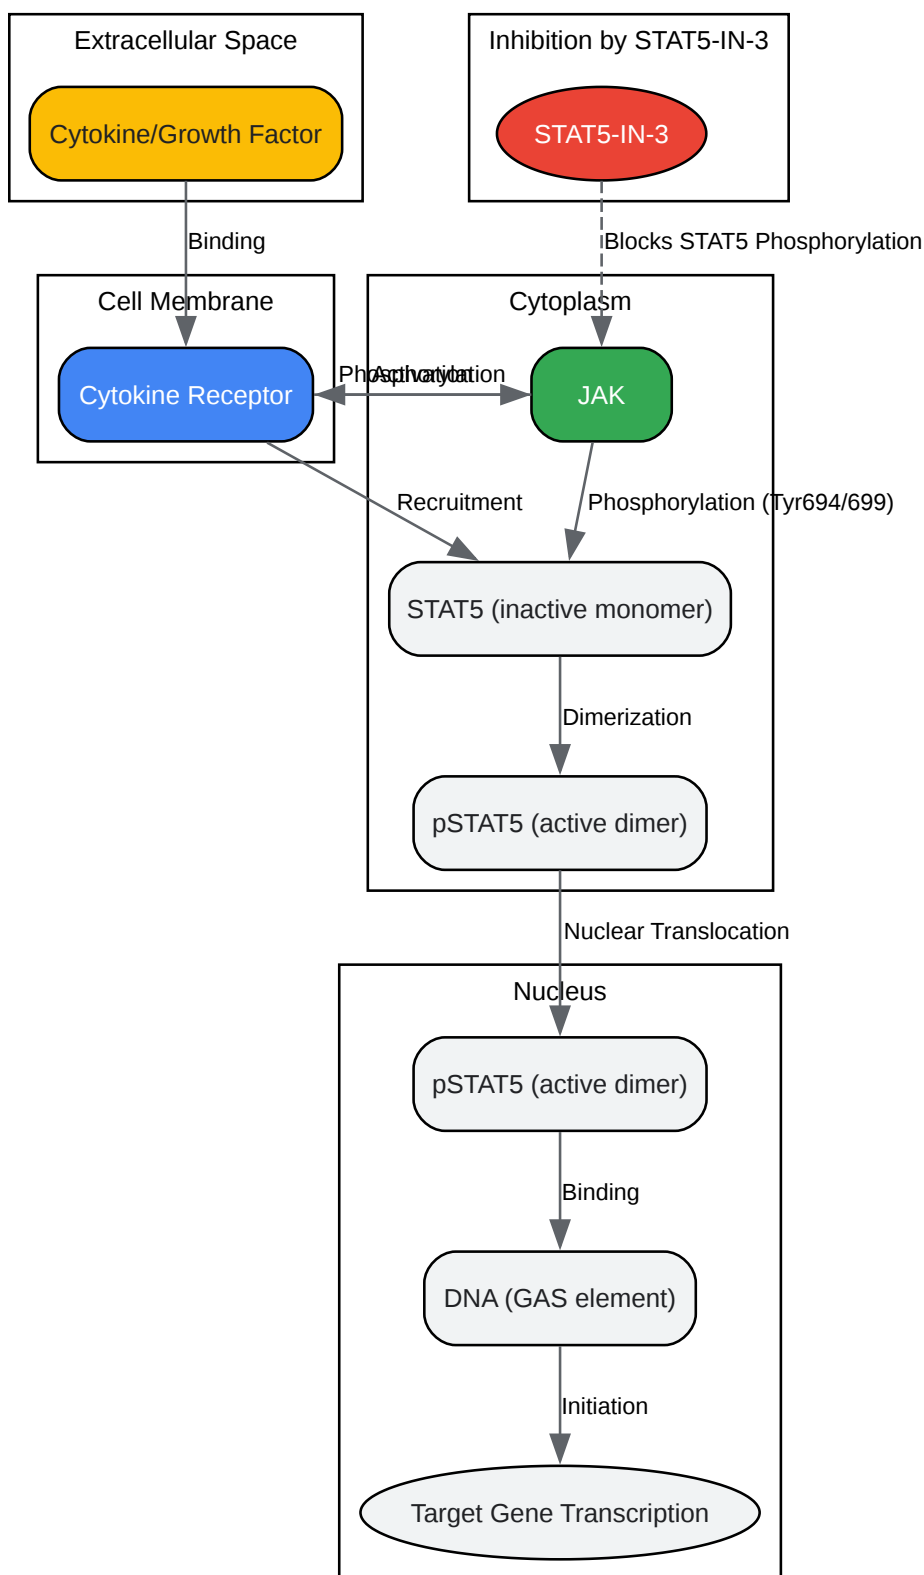 Extracellular Space
Inhibition by STAT5-IN-3
Cytokine/Growth Factor
STAT5-IN-3
Binding
Blocks STAT5 Phosphorylation
Cell Membrane
Cytoplasm
Phosphorylation
Activation
Cytokine Receptor
JAK
Recruitment
Phosphorylation (Tyr694/699)
STAT5 (inactive monomer)
Dimerization
pSTAT5 (active dimer)
Nuclear Translocation
Nucleus
pSTAT5 (active dimer)
Binding
DNA (GAS element)
Initiation
Target Gene Transcription